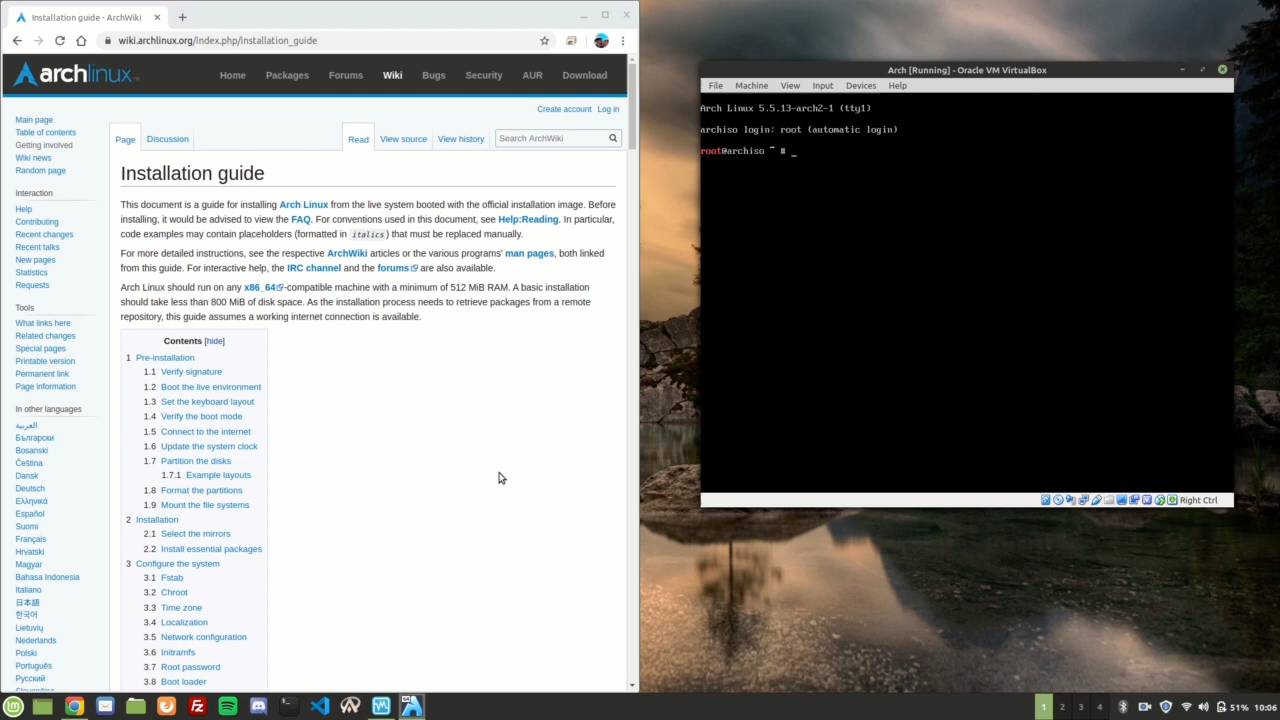 Installation guide - ArchWiki
wiki.archlinux.org/index.php/installation_guide
archlinux
Home Packages Forums Wiki Bugs Security AUR Download
Create account Log in
Main page
Table of contents
Getting involved
Wiki news
Random page
Interaction
Help
Contributing
Recent changes
Recent talks
New pages
Statistics
Requests
Tools
What links here
Related changes
Special pages
Printable version
Permanent link
Page information
In other languages
العربية
Български
Bosanski
Čeština
Dansk
Deutsch
Ελληνικά
Español
Suomi
Français
Hrvatski
Magyar
Bahasa Indonesia
Italiano
日本語
한국어
Lietuvių
Nederlands
Polski
Português
Русский
Page Discussion Read View source View history Search ArchWiki
Installation guide
This document is a guide for installing Arch Linux from the live system booted with the official installation image. Before
installing, it would be advised to view the FAQ. For conventions used in this document, see Help:Reading. In particular,
code examples may contain placeholders (formatted in italics) that must be replaced manually.
For more detailed instructions, see the respective ArchWiki articles or the various programs' man pages, both linked
from this guide. For interactive help, the IRC channel and the forums are also available.
Arch Linux should run on any x86_64-compatible machine with a minimum of 512 MiB RAM. A basic installation
should take less than 800 MiB of disk space. As the installation process needs to retrieve packages from a remote
repository, this guide assumes a working internet connection is available.
Contents [hide]
1 Pre-installation
1.1 Verify signature
1.2 Boot the live environment
1.3 Set the keyboard layout
1.4 Verify the boot mode
1.5 Connect to the internet
1.6 Update the system clock
1.7 Partition the disks
1.7.1 Example layouts
1.8 Format the partitions
1.9 Mount the file systems
2 Installation
2.1 Select the mirrors
2.2 Install essential packages
3 Configure the system
3.1 Fstab
3.2 Chroot
3.3 Time zone
3.4 Localization
3.5 Network configuration
3.6 Initramfs
3.7 Root password
3.8 Boot loader
Arch [Running] - Oracle VM VirtualBox
File Machine View Input Devices Help
Arch Linux 5.5.13-arch2-1 (tty1)
archiso login: root (automatic login)
root@archiso ~ # _
Right Ctrl
1 2 3 4 51% 10:06